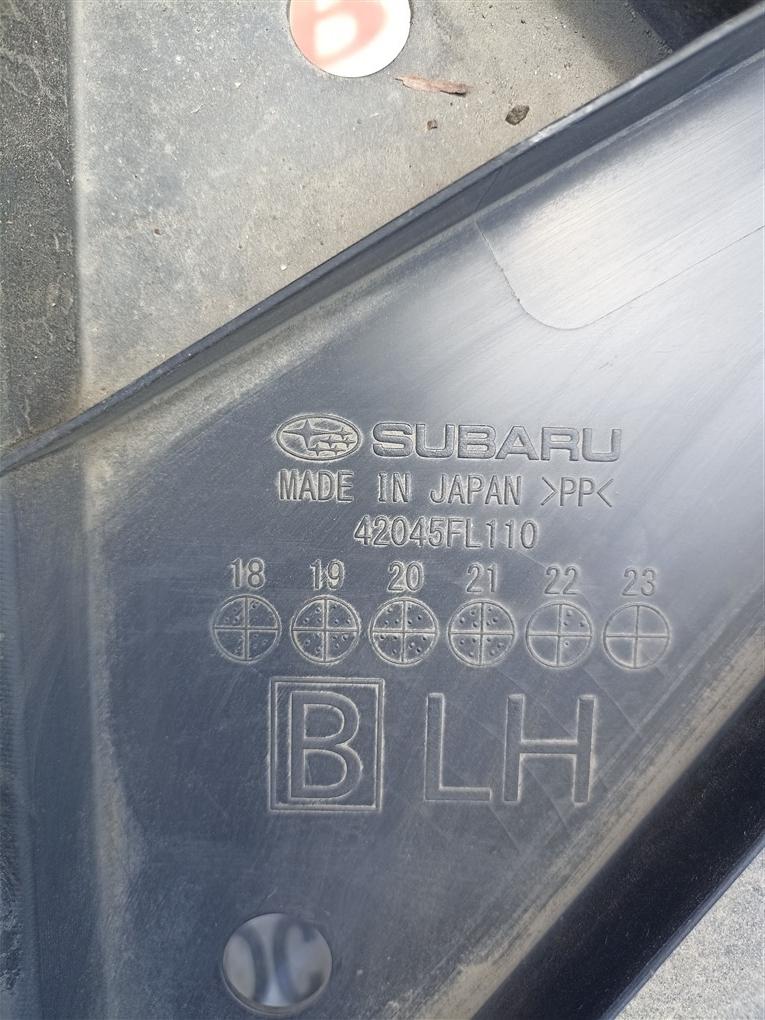 B
SUBARU
MADE IN JAPAN >PP<
42045FL110
18 19 20 21 22 23
B LH